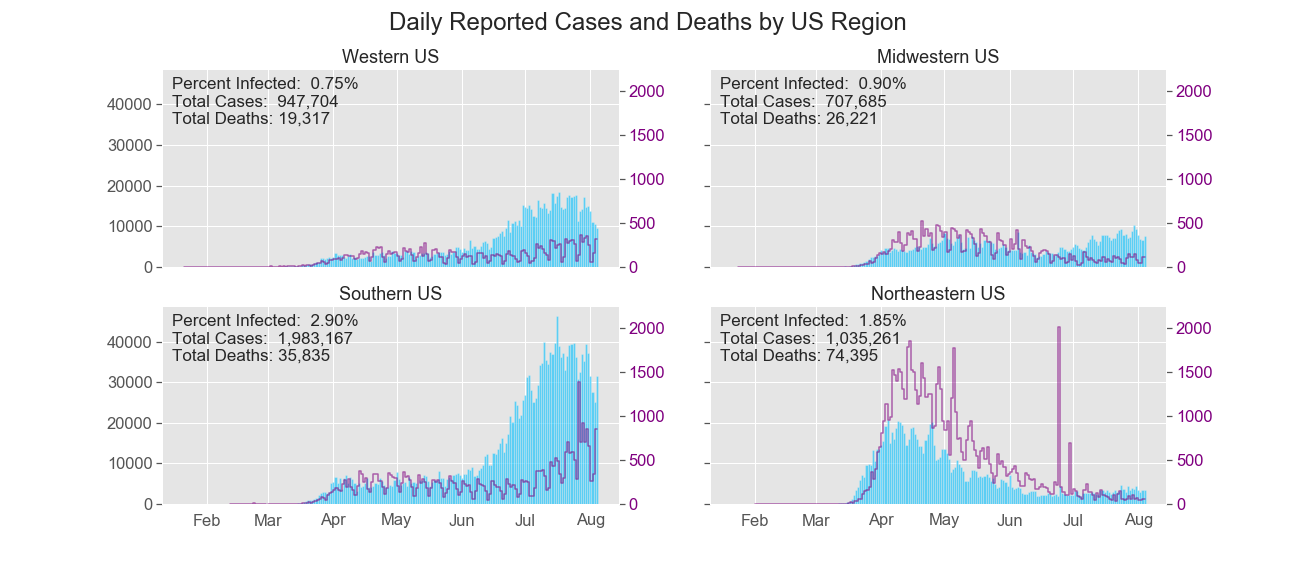 Daily Reported Cases and Deaths by US Region
Western US
Percent Infected:  0.75%
Total Cases:  947,704
Total Deaths: 19,317
40000
30000
20000
10000
0
2000
1500
1000
500
0
Midwestern US
Percent Infected:  0.90%
Total Cases:  707,685
Total Deaths: 26,221
2000
1500
1000
500
0
Southern US
Percent Infected:  2.90%
Total Cases:  1,983,167
Total Deaths: 35,835
40000
30000
20000
10000
0
2000
1500
1000
500
0
Feb Mar Apr May Jun Jul Aug
Northeastern US
Percent Infected:  1.85%
Total Cases:  1,035,261
Total Deaths: 74,395
2000
1500
1000
500
0
Feb Mar Apr May Jun Jul Aug